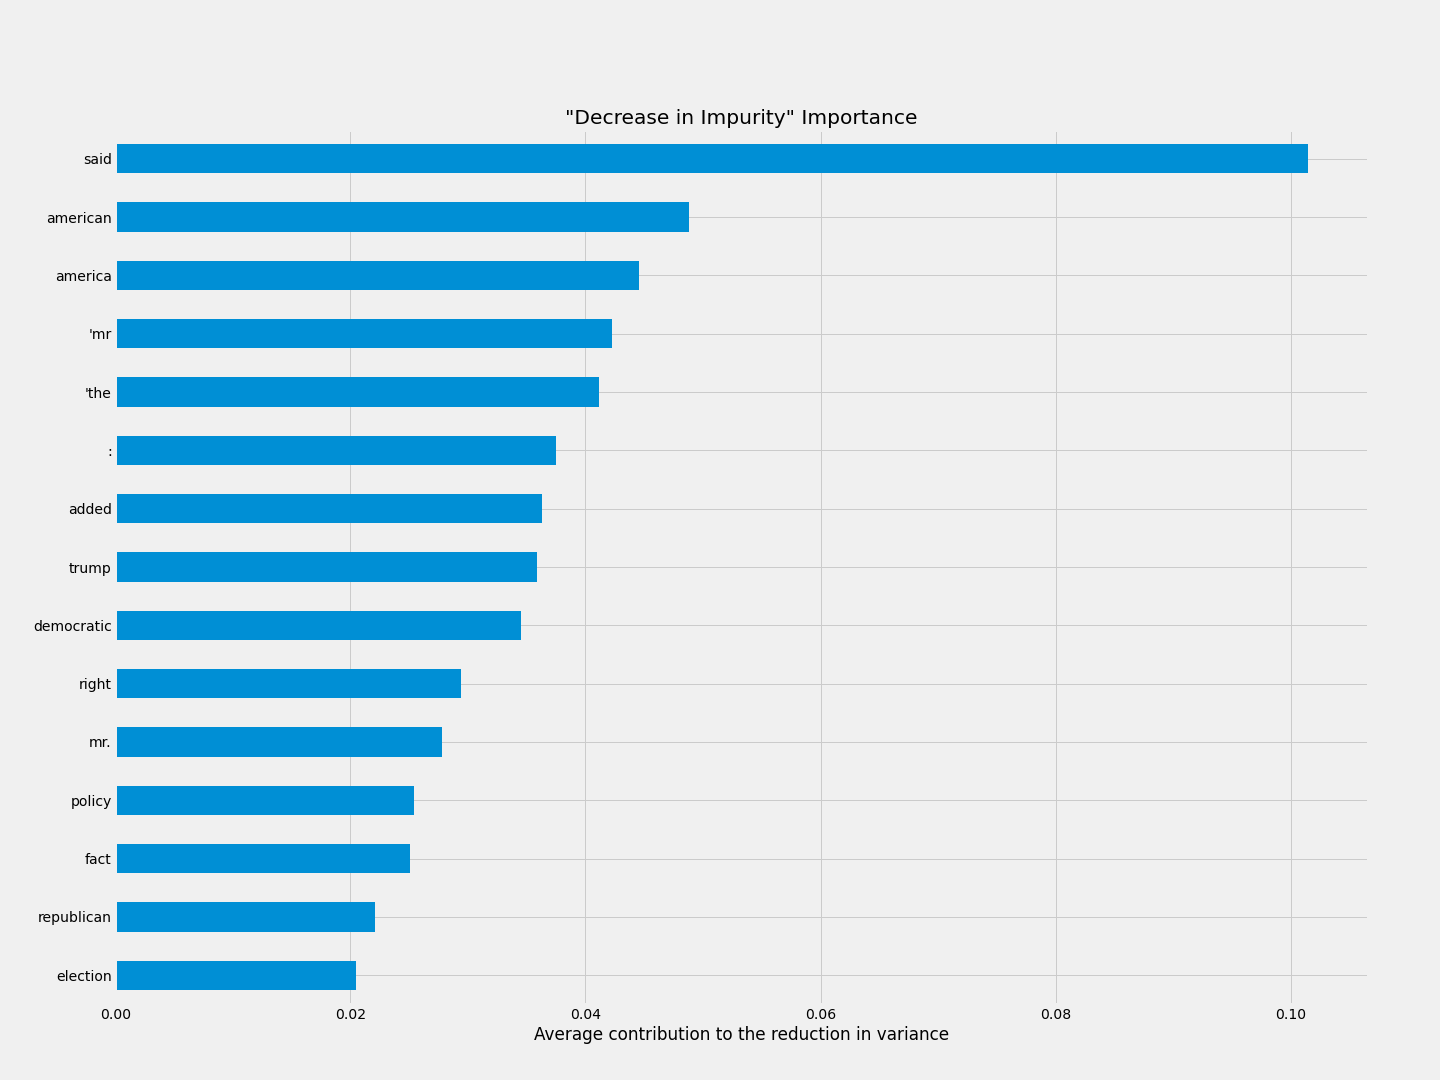 "Decrease in Impurity" Importance
said
american
america
'mr
'the
:
added
trump
democratic
right
mr.
policy
fact
republican
election
0.00 0.02 0.04 0.06 0.08 0.10
Average contribution to the reduction in variance